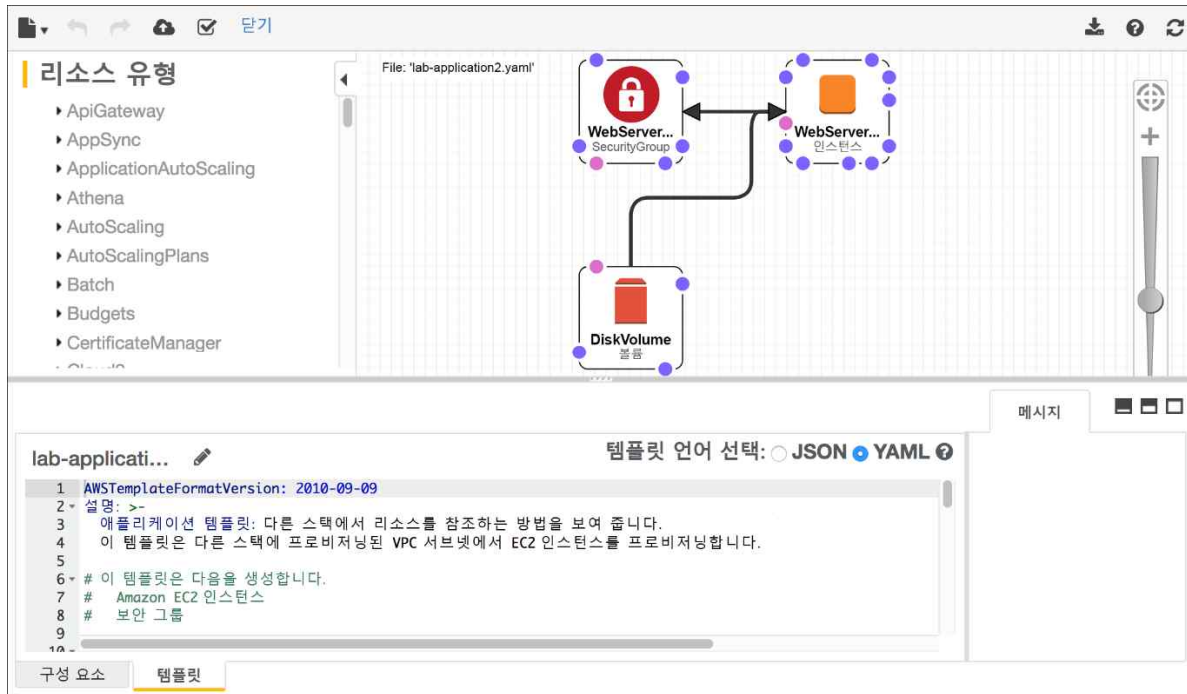 닫기
리소스 유형
ApiGateway
AppSync
ApplicationAutoScaling
Athena
AutoScaling
AutoScalingPlans
Batch
Budgets
CertificateManager
File: 'lab-application2.yaml'
WebServer...
SecurityGroup
WebServer...
인스턴스
DiskVolume
볼륨
메시지
lab-applicati...
템플릿 언어 선택: JSON YAML
1 AWSTemplateFormatVersion: 2010-09-09
2 설명: >-
3 애플리케이션 템플릿: 다른 스택에서 리소스를 참조하는 방법을 보여 줍니다.
4 이 템플릿은 다른 스택에 프로비저닝된 VPC 서브넷에서 EC2 인스턴스를 프로비저닝합니다.
5
6 # 이 템플릿은 다음을 생성합니다.
7 # Amazon EC2 인스턴스
8 # 보안 그룹
9
10
구성 요소
템플릿